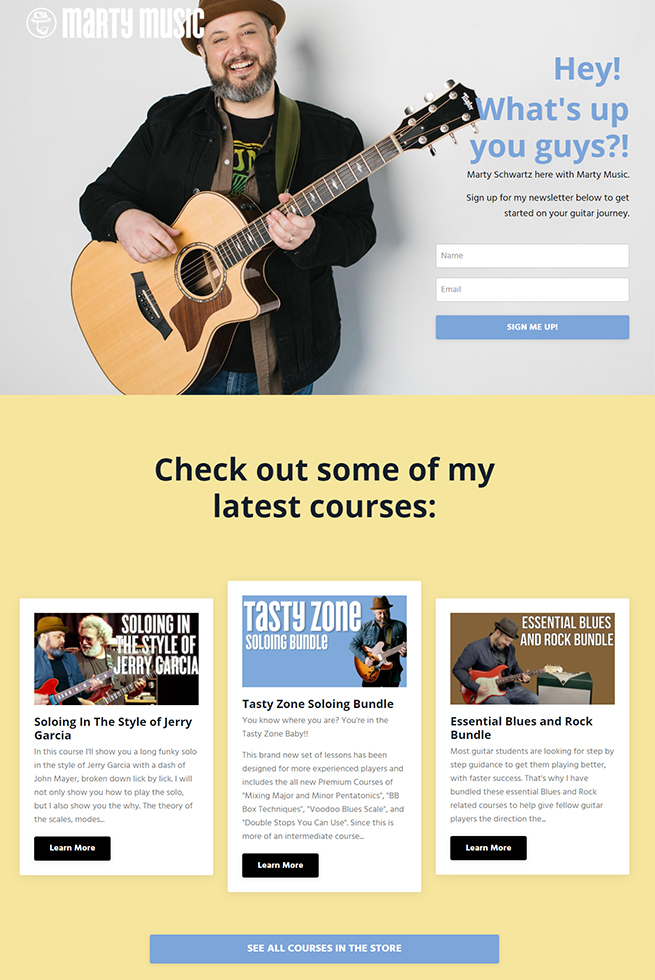 MARTY MUSIC
Hey!
What's up
you guys?!
Marty Schwartz here with Marty Music.
Sign up for my newsletter below to get
started on your guitar journey.
Name
Email
SIGN ME UP!
Check out some of my
latest courses:
SOLOING IN
THE STYLE OF
JERRY GARCIA
Soloing In The Style of Jerry
Garcia
In this course I'll show you a long funky solo
in the style of Jerry Garcia with a dash of
John Mayer, broken down lick by lick. I will
not only show you how to play the solo,
but I also show you the why. The theory of
the scales, modes...
Learn More
TASTY ZONE
SOLOING BUNDLE
Tasty Zone Soloing Bundle
You know where you are? You're in the
Tasty Zone Baby!!
This brand new set of lessons has been
designed for more experienced players and
includes the all new Premium Courses of
"Mixing Major and Minor Pentatonics", "BB
Box Techniques", "Voodoo Blues Scale", and
"Double Stops You Can Use". Since this is
more of an intermediate course...
Learn More
ESSENTIAL BLUES
AND ROCK BUNDLE
Essential Blues and Rock
Bundle
Most guitar students are looking for step by
step guidance to get them playing better,
with faster success. That's why I have
bundled these essential Blues and Rock
related courses to help give fellow guitar
players the direction the...
Learn More
SEE ALL COURSES IN THE STORE